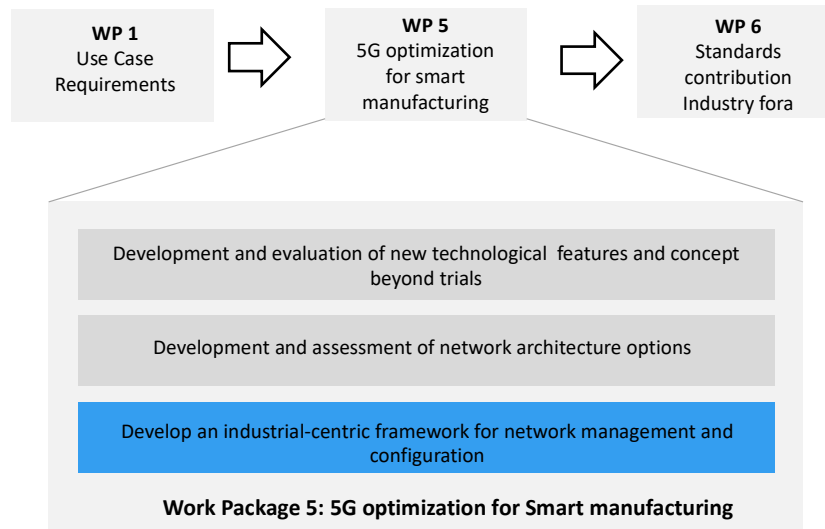 WP 1
Use Case
Requirements
WP 5
5G optimization
for smart
manufacturing
WP 6
Standards
contribution
Industry fora
Development and evaluation of new technological  features and concept
beyond trials
Development and assessment of network architecture options
Develop an industrial-centric framework for network management and
configuration
Work Package 5: 5G optimization for Smart manufacturing